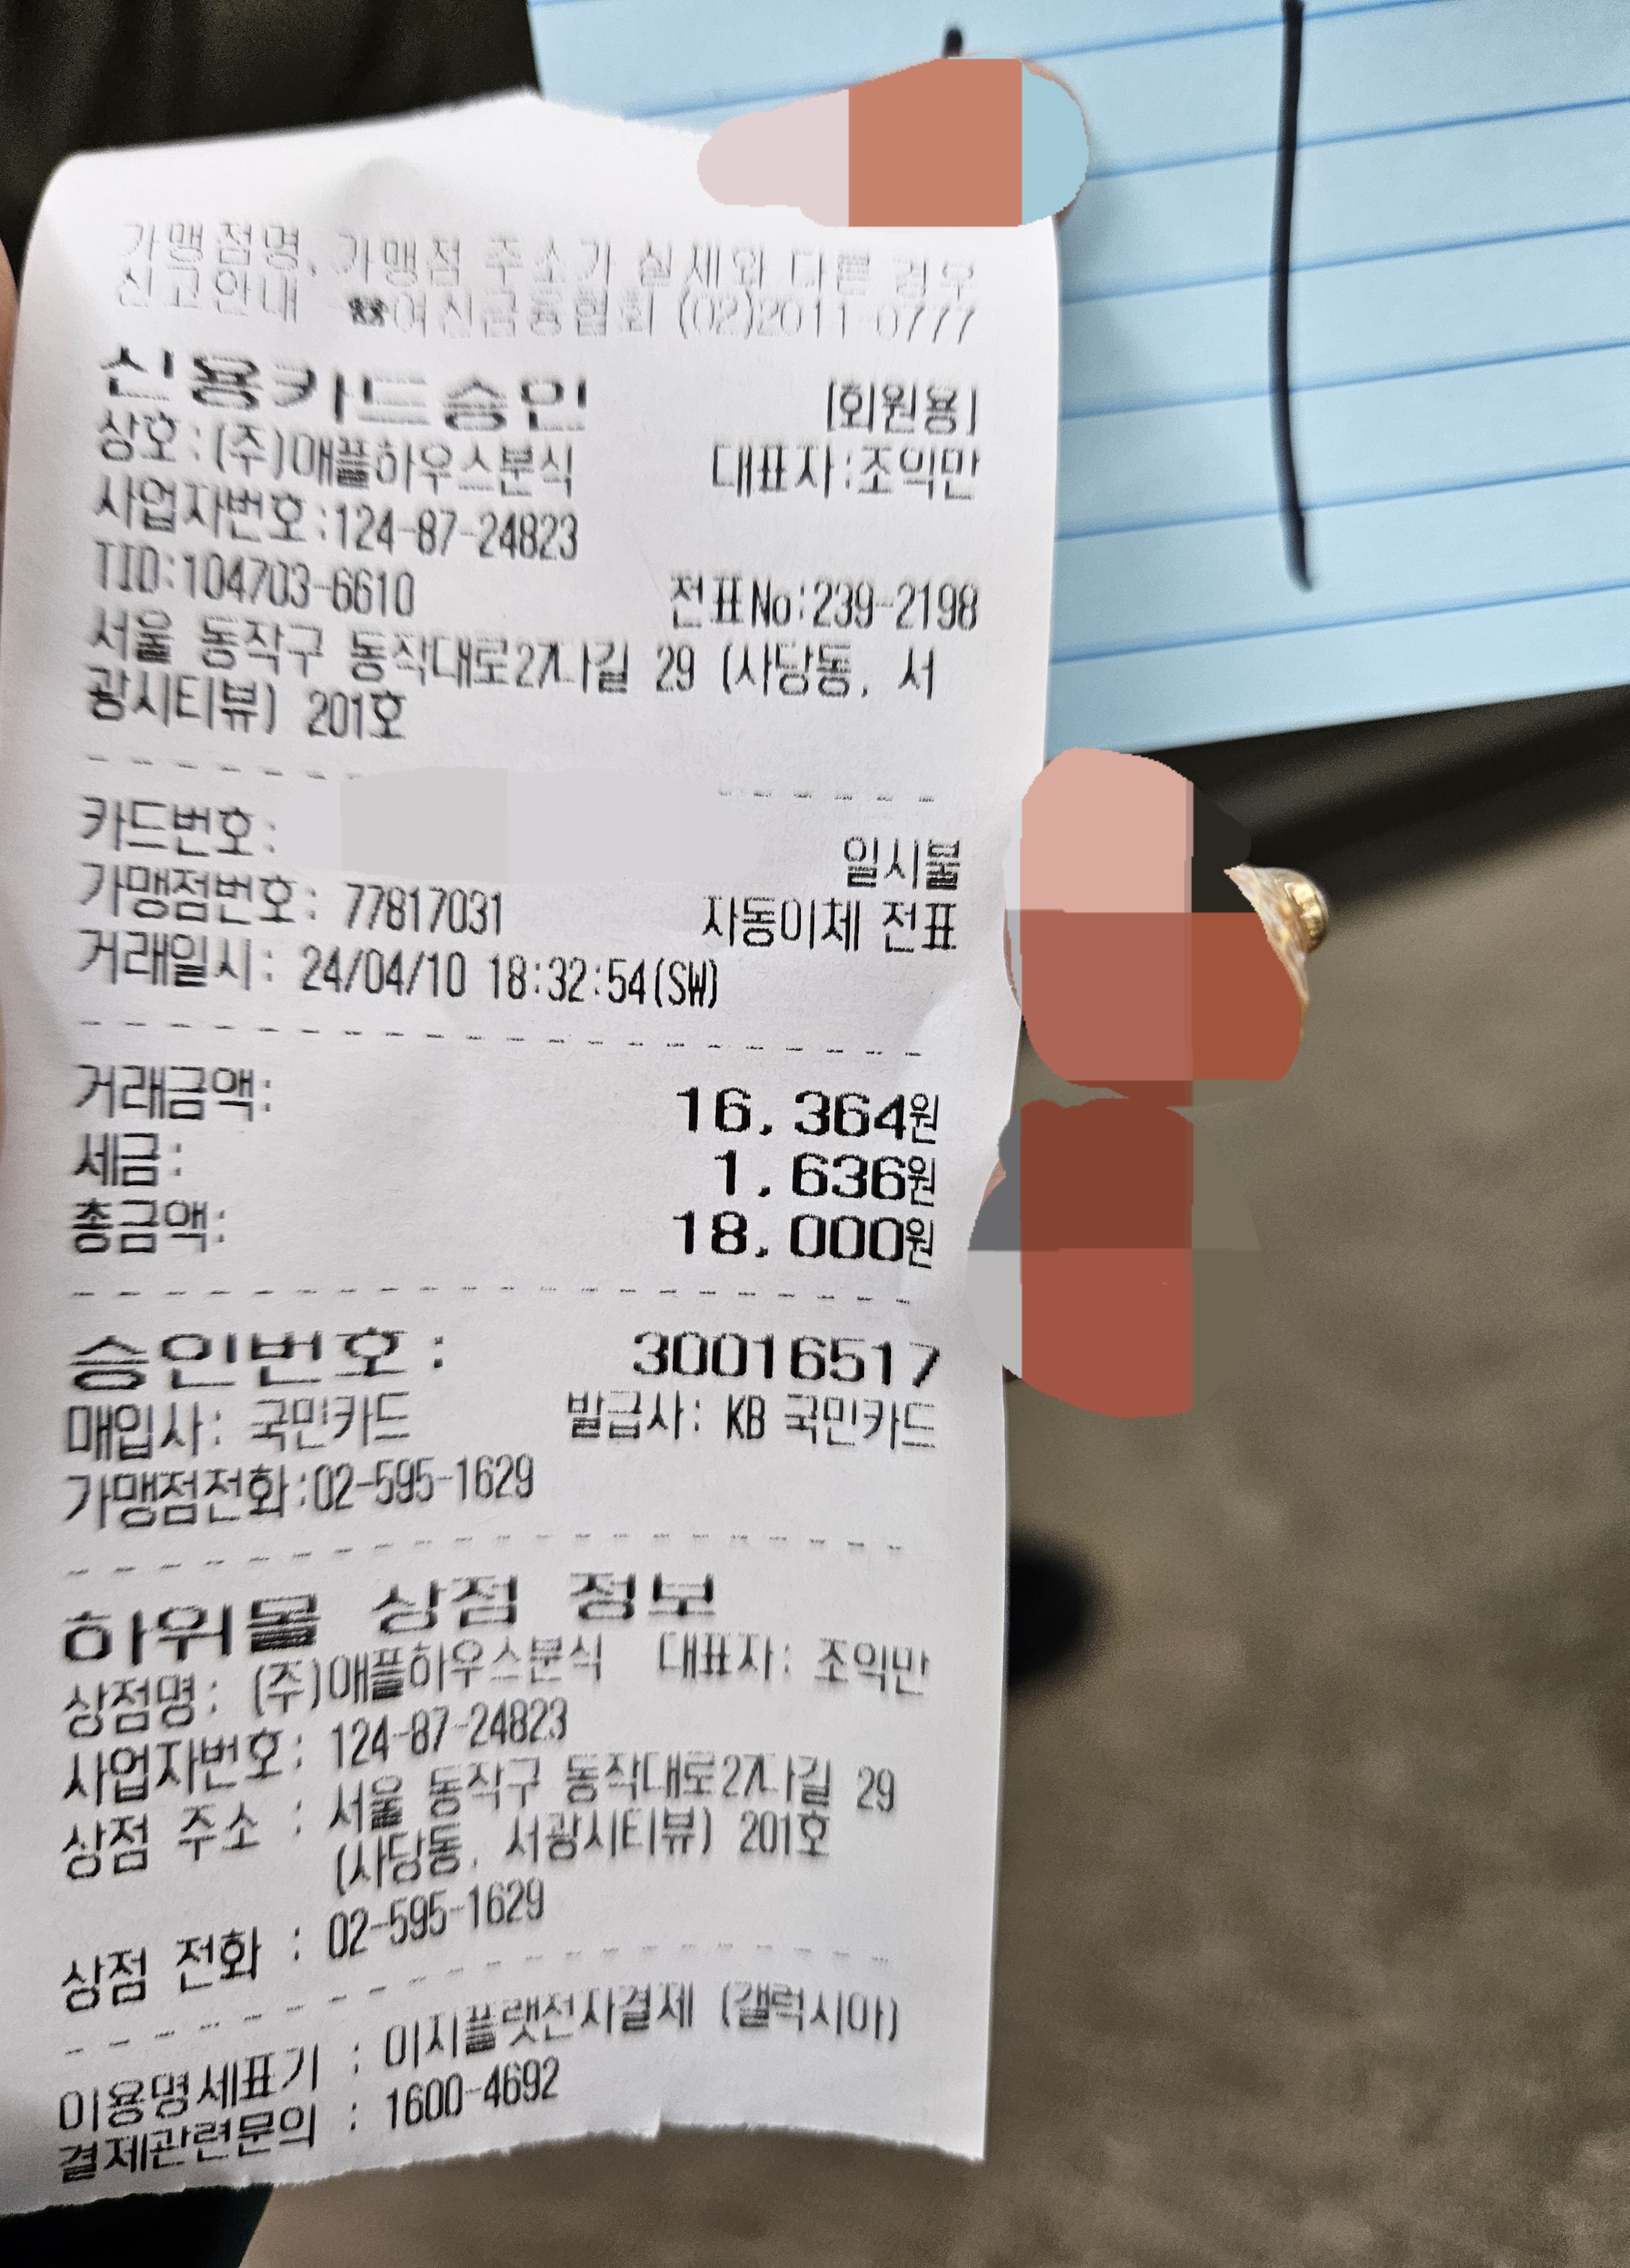 가맹점명, 가맹점 주소가 실제와 다른 경우
신고안내 ☎여신금융협회 (02)2011-0777
신용카드승인 [회원용]
상호:(주)애플하우스분식 대표자:조익만
사업자번호:124-87-24823
TID:104703-6610 전표No:239-2198
서울 동작구 동작대로27나길 29 (사당동, 서
광시티뷰) 201호
카드번호: 일시불
가맹점번호: 77817031 자동이체 전표
거래일시: 24/04/10 18:32:54(SW)
거래금액: 16,364원
세금: 1,636원
총금액: 18,000원
승인번호: 30016517
매입사: 국민카드 발급사: KB 국민카드
가맹점전화:02-595-1629
하위몰 상점 정보
상점명: (주)애플하우스분식 대표자: 조익만
사업자번호: 124-87-24823
상점 주소 : 서울 동작구 동작대로27나길 29
(사당동, 서광시티뷰) 201호
상점 전화 : 02-595-1629
이용명세표기 : 이지플랫전자결제 (갤럭시아)
결제관련문의 : 1600-4692